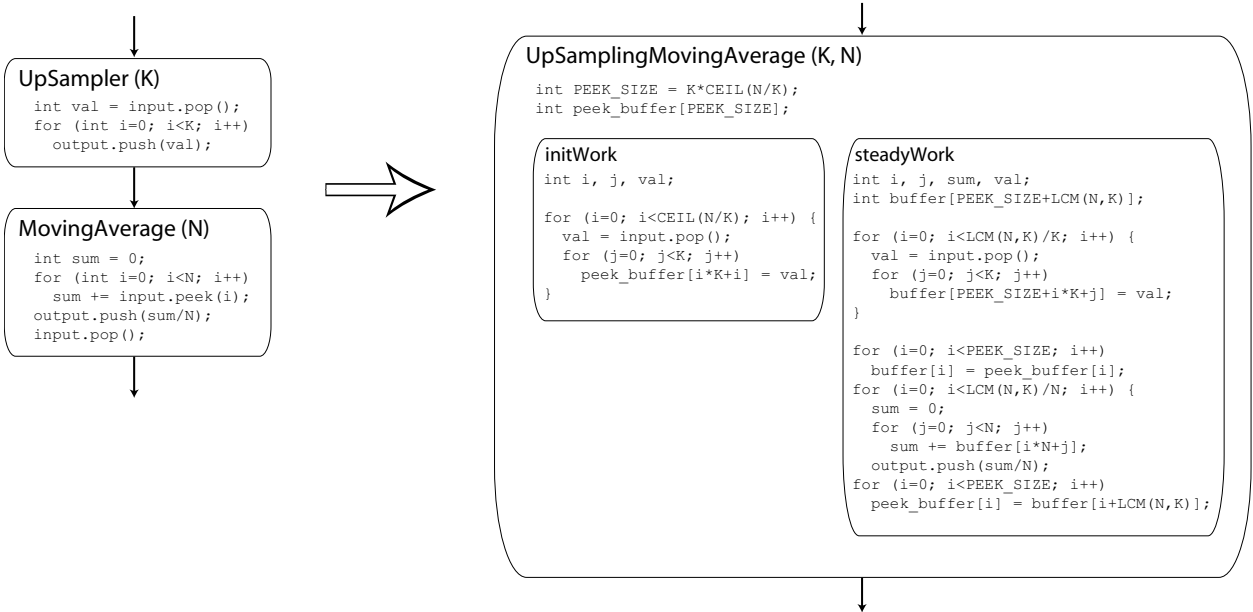 UpSampler (K)
int val = input.pop();
for (int i=0; i<K; i++)
output.push(val);
MovingAverage (N)
int sum = 0;
for (int i=0; i<N; i++)
sum += input.peek(i);
output.push(sum/N);
input.pop();
UpSamplingMovingAverage (K, N)
int PEEK_SIZE = K*CEIL(N/K);
int peek_buffer[PEEK_SIZE];
initWork
int i, j, val;
for (i=0; i<CEIL(N/K); i++) {
val = input.pop();
for (j=0; j<K; j++)
peek_buffer[i*K+i] = val;
}
steadyWork
int i, j, sum, val;
int buffer[PEEK_SIZE+LCM(N,K)];
for (i=0; i<LCM(N,K)/K; i++) {
val = input.pop();
for (j=0; j<K; j++)
buffer[PEEK_SIZE+i*K+j] = val;
}
for (i=0; i<PEEK_SIZE; i++)
buffer[i] = peek_buffer[i];
for (i=0; i<LCM(N,K)/N; i++) {
sum = 0;
for (j=0; j<N; j++)
sum += buffer[i*N+j];
output.push(sum/N);
for (i=0; i<PEEK_SIZE; i++)
peek_buffer[i] = buffer[i+LCM(N,K)];